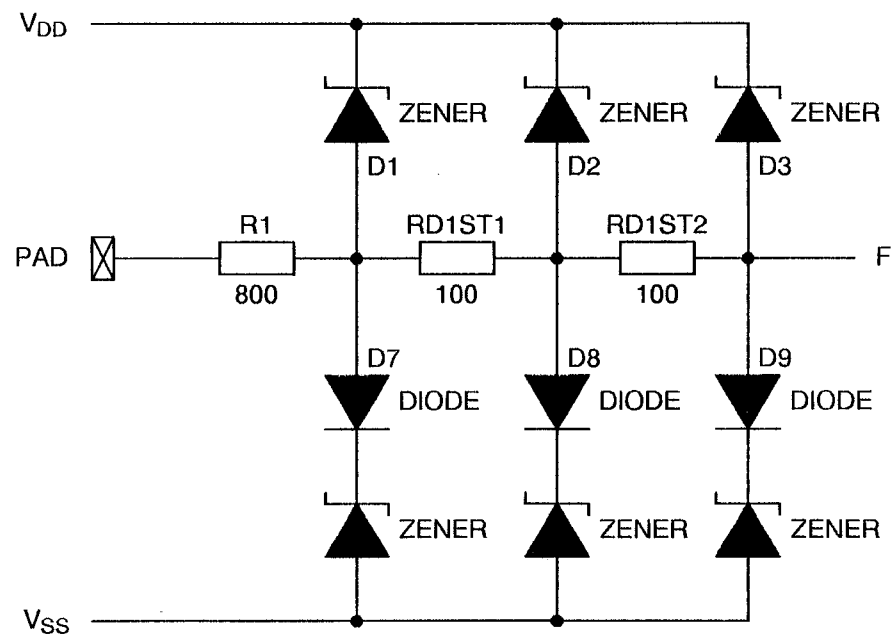 VDD
ZENER ZENER ZENER
D1 D2 D3
R1 RD1ST1 RD1ST2
PAD F
800 100 100
D7 D8 D9
DIODE DIODE DIODE
ZENER ZENER ZENER
VSS